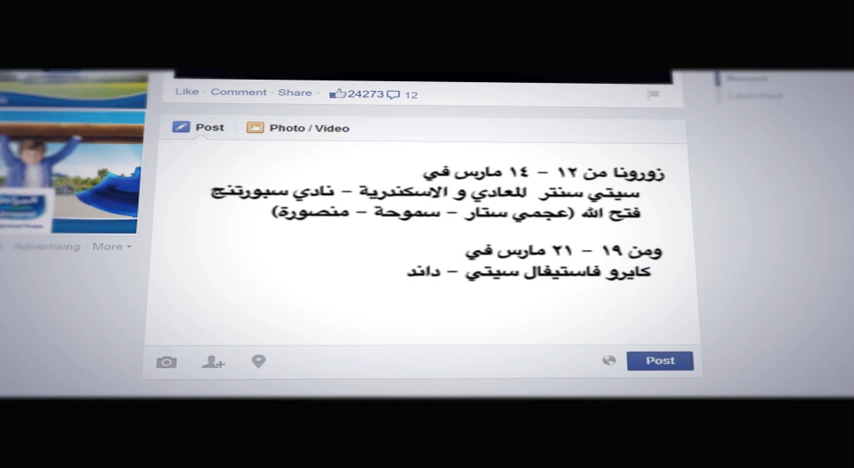 Like · Comment · Share · 24273 12
Post
Photo / Video
زورونا من ١٢ - ١٤ مارس في
سيتي سنتر للعادي و الاسكندرية - نادي سبورتنج
فتح الله (عجمي ستار - سموحة - منصورة)
ومن ١٩ - ٢١ مارس في
كايرو فاستيفال سيتي - داند
· Advertising · More
Post